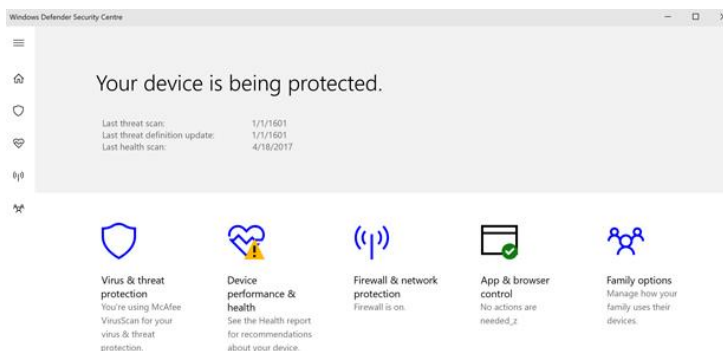 Windows Defender Security Centre
Your device is being protected.
Last threat scan: 1/1/1601
Last threat definition update: 1/1/1601
Last health scan: 4/18/2017
Virus & threat
protection
You're using McAfee
VirusScan for your
virus & threat
protection.
Device
performance &
health
See the Health report
for recommendations
about your device.
Firewall & network
protection
Firewall is on.
App & browser
control
No actions are
needed_z
Family options
Manage how your
family uses their
devices.